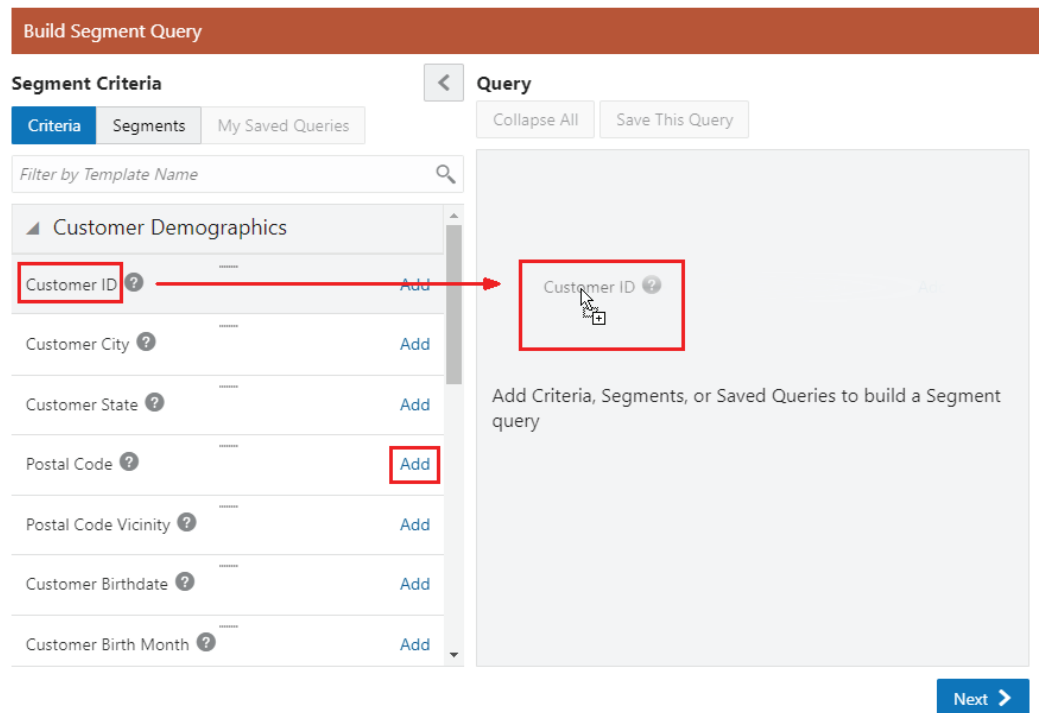 Build Segment Query
Segment Criteria
Criteria Segments My Saved Queries
Filter by Template Name
Customer Demographics
Customer ID ? Add
Customer City ? Add
Customer State ? Add
Postal Code ? Add
Postal Code Vicinity ? Add
Customer Birthdate ? Add
Customer Birth Month ? Add
Query
Collapse All Save This Query
Customer ID ?
Add Criteria, Segments, or Saved Queries to build a Segment
query
Next